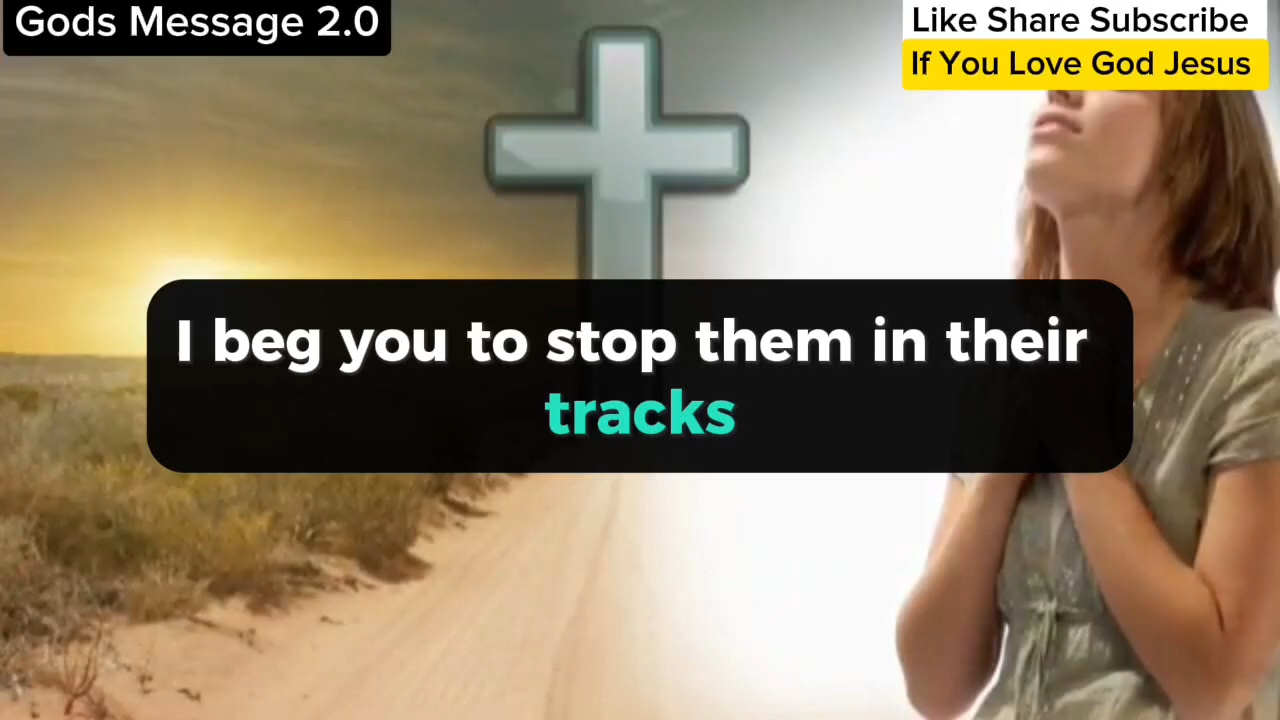 Gods Message 2.0
Like Share Subscribe
If You Love God Jesus
I beg you to stop them in their
tracks